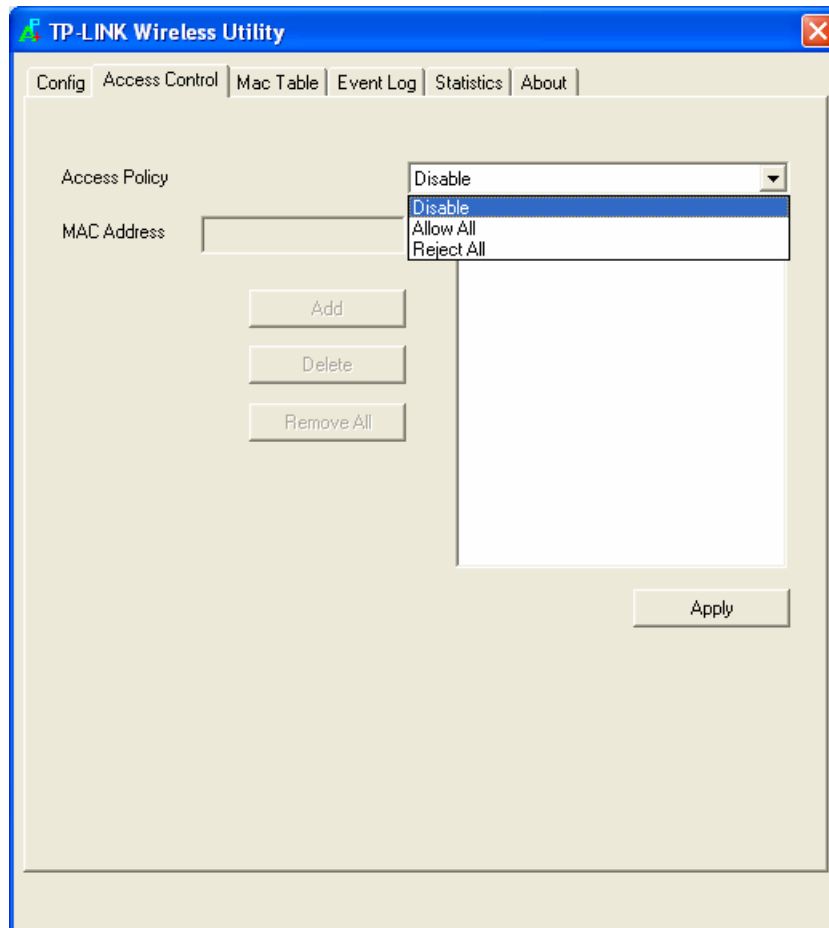 TP-LINK Wireless Utility
Config Access Control Mac Table Event Log Statistics About
Access Policy Disable
Disable
MAC Address Allow All
Reject All
Add
Delete
Remove All
Apply